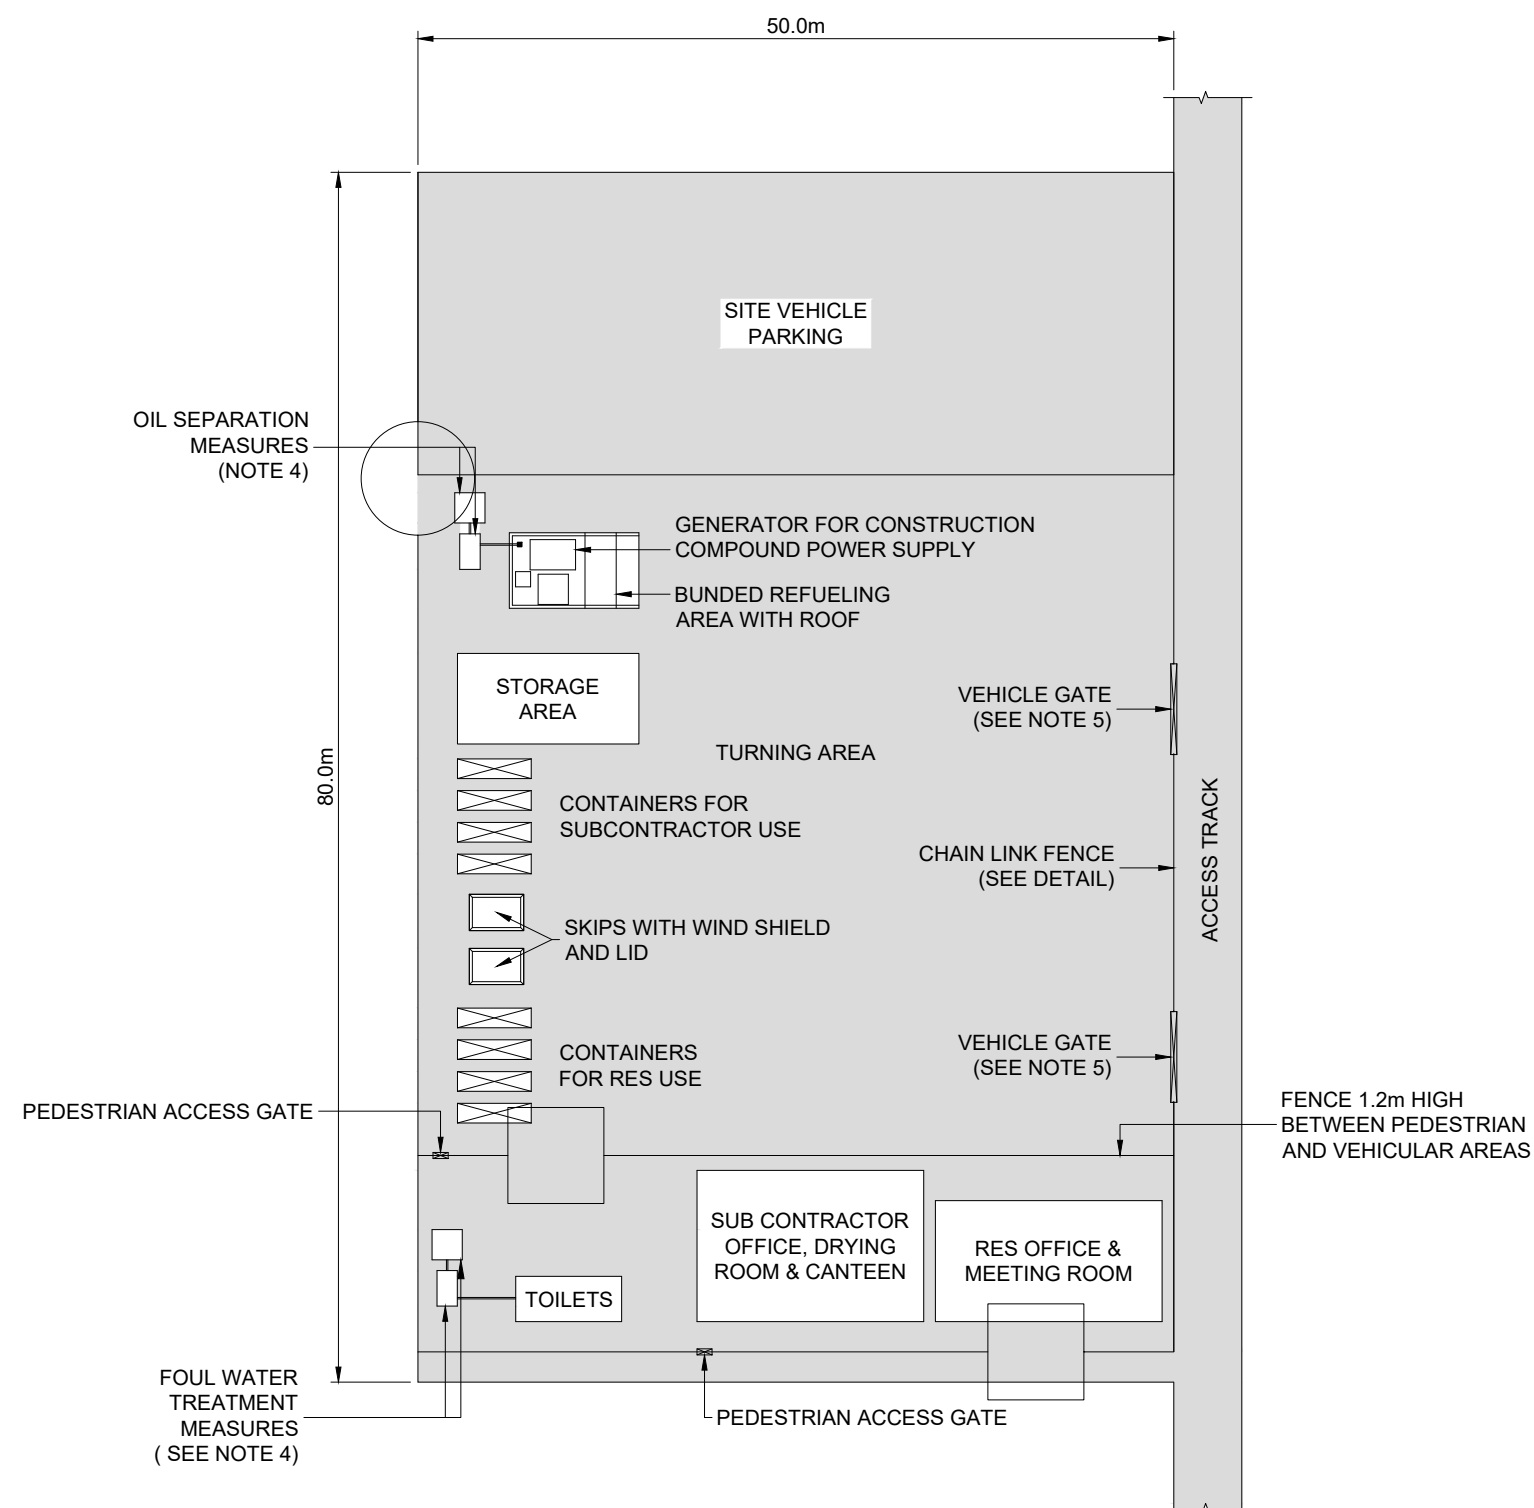 50.0m
SITE VEHICLE
PARKING
OIL SEPARATION
MEASURES
(NOTE 4)
GENERATOR FOR CONSTRUCTION
COMPOUND POWER SUPPLY
BUNDED REFUELING
AREA WITH ROOF
STORAGE
AREA
VEHICLE GATE
(SEE NOTE 5)
TURNING AREA
80.0m
CONTAINERS FOR
SUBCONTRACTOR USE
CHAIN LINK FENCE
(SEE DETAIL)
ACCESS TRACK
SKIPS WITH WIND SHIELD
AND LID
CONTAINERS
FOR RES USE
VEHICLE GATE
(SEE NOTE 5)
PEDESTRIAN ACCESS GATE
FENCE 1.2m HIGH
BETWEEN PEDESTRIAN
AND VEHICULAR AREAS
SUB CONTRACTOR
OFFICE, DRYING
ROOM & CANTEEN
RES OFFICE &
MEETING ROOM
TOILETS
FOUL WATER
TREATMENT
MEASURES
( SEE NOTE 4)
PEDESTRIAN ACCESS GATE